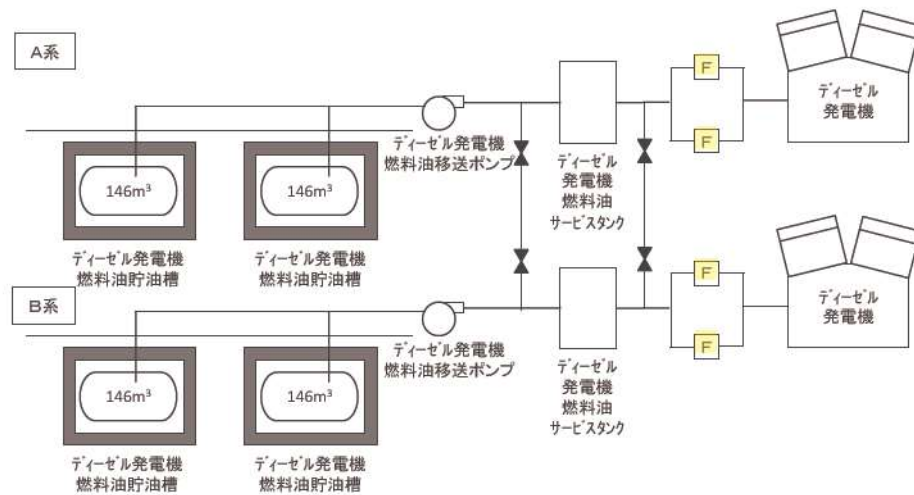 A系
F
ﾃﾞｨｰｾﾞﾙ
発電機
F
ﾃﾞｨｰｾﾞﾙ発電機
燃料油移送ポンプ
ﾃﾞｨｰｾﾞﾙ
発電機
燃料油
ｻｰﾋﾞｽﾀﾝｸ
146m³
146m³
ﾃﾞｨｰｾﾞﾙ発電機
燃料油貯油槽
ﾃﾞｨｰｾﾞﾙ発電機
燃料油貯油槽
B系
F
ﾃﾞｨｰｾﾞﾙ
発電機
F
ﾃﾞｨｰｾﾞﾙ発電機
燃料油移送ポンプ
ﾃﾞｨｰｾﾞﾙ
発電機
燃料油
ｻｰﾋﾞｽﾀﾝｸ
146m³
146m³
ﾃﾞｨｰｾﾞﾙ発電機
燃料油貯油槽
ﾃﾞｨｰｾﾞﾙ発電機
燃料油貯油槽